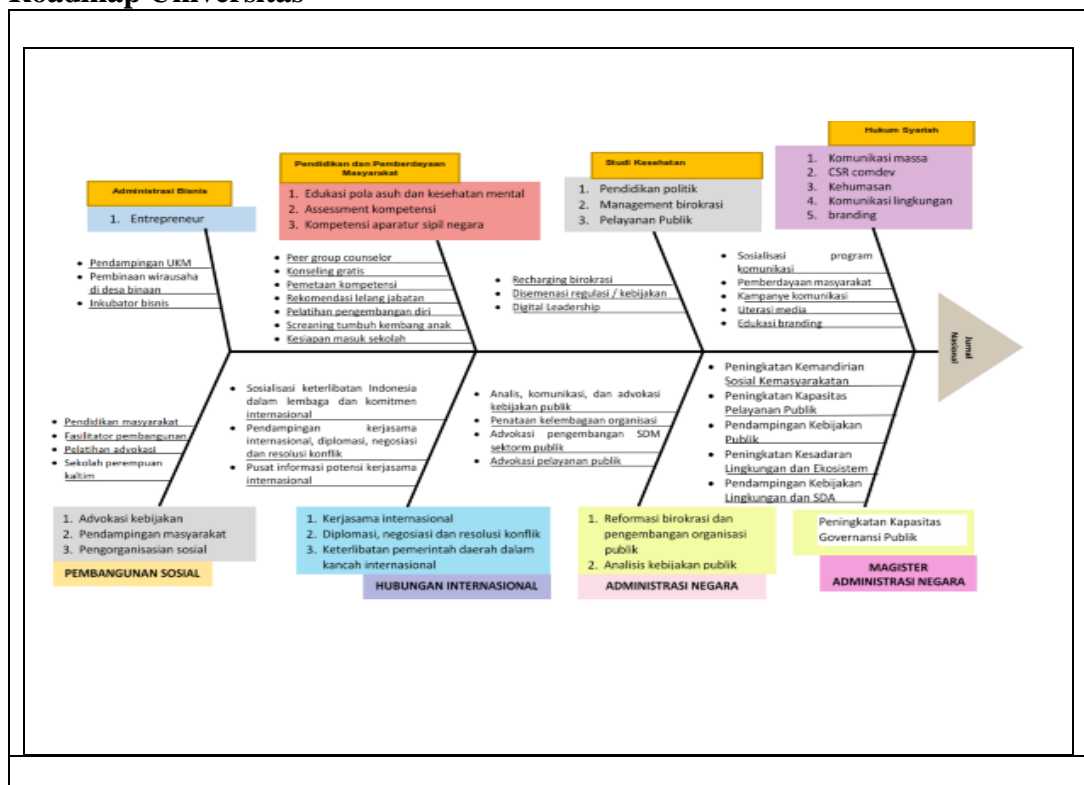 Roadmap Universitas
Hukum Syariah
1. Komunikasi massa
2. CSR comdev
3. Kehumasan
4. Komunikasi lingkungan
5. branding
Pendidikan dan Pemberdayaan
Masyarakat
1. Edukasi pola asuh dan kesehatan mental
2. Assessment kompetensi
3. Kompetensi aparatur sipil negara
Studi Kesehatan
1. Pendidikan politik
2. Management birokrasi
3. Pelayanan Publik
Administrasi Bisnis
1. Entrepreneur
• Pendampingan UKM
• Pembinaan wirausaha
di desa binaan
• Inkubator bisnis
• Peer group counselor
• Konseling gratis
• Pemetaan kompetensi
• Rekomendasi lelang jabatan
• Pelatihan pengembangan diri
• Screaning tumbuh kembang anak
• Kesiapan masuk sekolah
• Recharging birokrasi
• Disemenasi regulasi / kebijakan
• Digital Leadership
• Sosialisasi program
komunikasi
• Pemberdayaan masyarakat
• Kampanye komunikasi
• Literasi media
• Edukasi branding
Jurnal
Nasional
• Pendidikan masyarakat
• Fasilitator pembangunan
• Pelatihan advokasi
• Sekolah perempuan
kaltim
• Sosialisasi keterlibatan Indonesia
dalam lembaga dan komitmen
internasional
• Pendampingan kerjasama
internasional, diplomasi, negosiasi
dan resolusi konflik
• Pusat informasi potensi kerjasama
internasional
• Analis, komunikasi, dan advokasi
kebijakan publik
• Penataan kelembagaan organisasi
• Advokasi pengembangan SDM
sektorm publik
• Advokasi pelayanan publik
• Peningkatan Kemandirian
Sosial Kemasyarakatan
• Peningkatan Kapasitas
Pelayanan Publik
• Pendampingan Kebijakan
Publik
• Peningkatan Kesadaran
Lingkungan dan Ekosistem
• Pendampingan Kebijakan
Lingkungan dan SDA
1. Advokasi kebijakan
2. Pendampingan masyarakat
3. Pengorganisasian sosial
PEMBANGUNAN SOSIAL
1. Kerjasama internasional
2. Diplomasi, negosiasi dan resolusi konflik
3. Keterlibatan pemerintah daerah dalam
kancah internasional
HUBUNGAN INTERNASIONAL
1. Reformasi birokrasi dan
pengembangan organisasi
publik
2. Analisis kebijakan publik
ADMINISTRASI NEGARA
Peningkatan Kapasitas
Governansi Publik
MAGISTER
ADMINISTRASI NEGARA